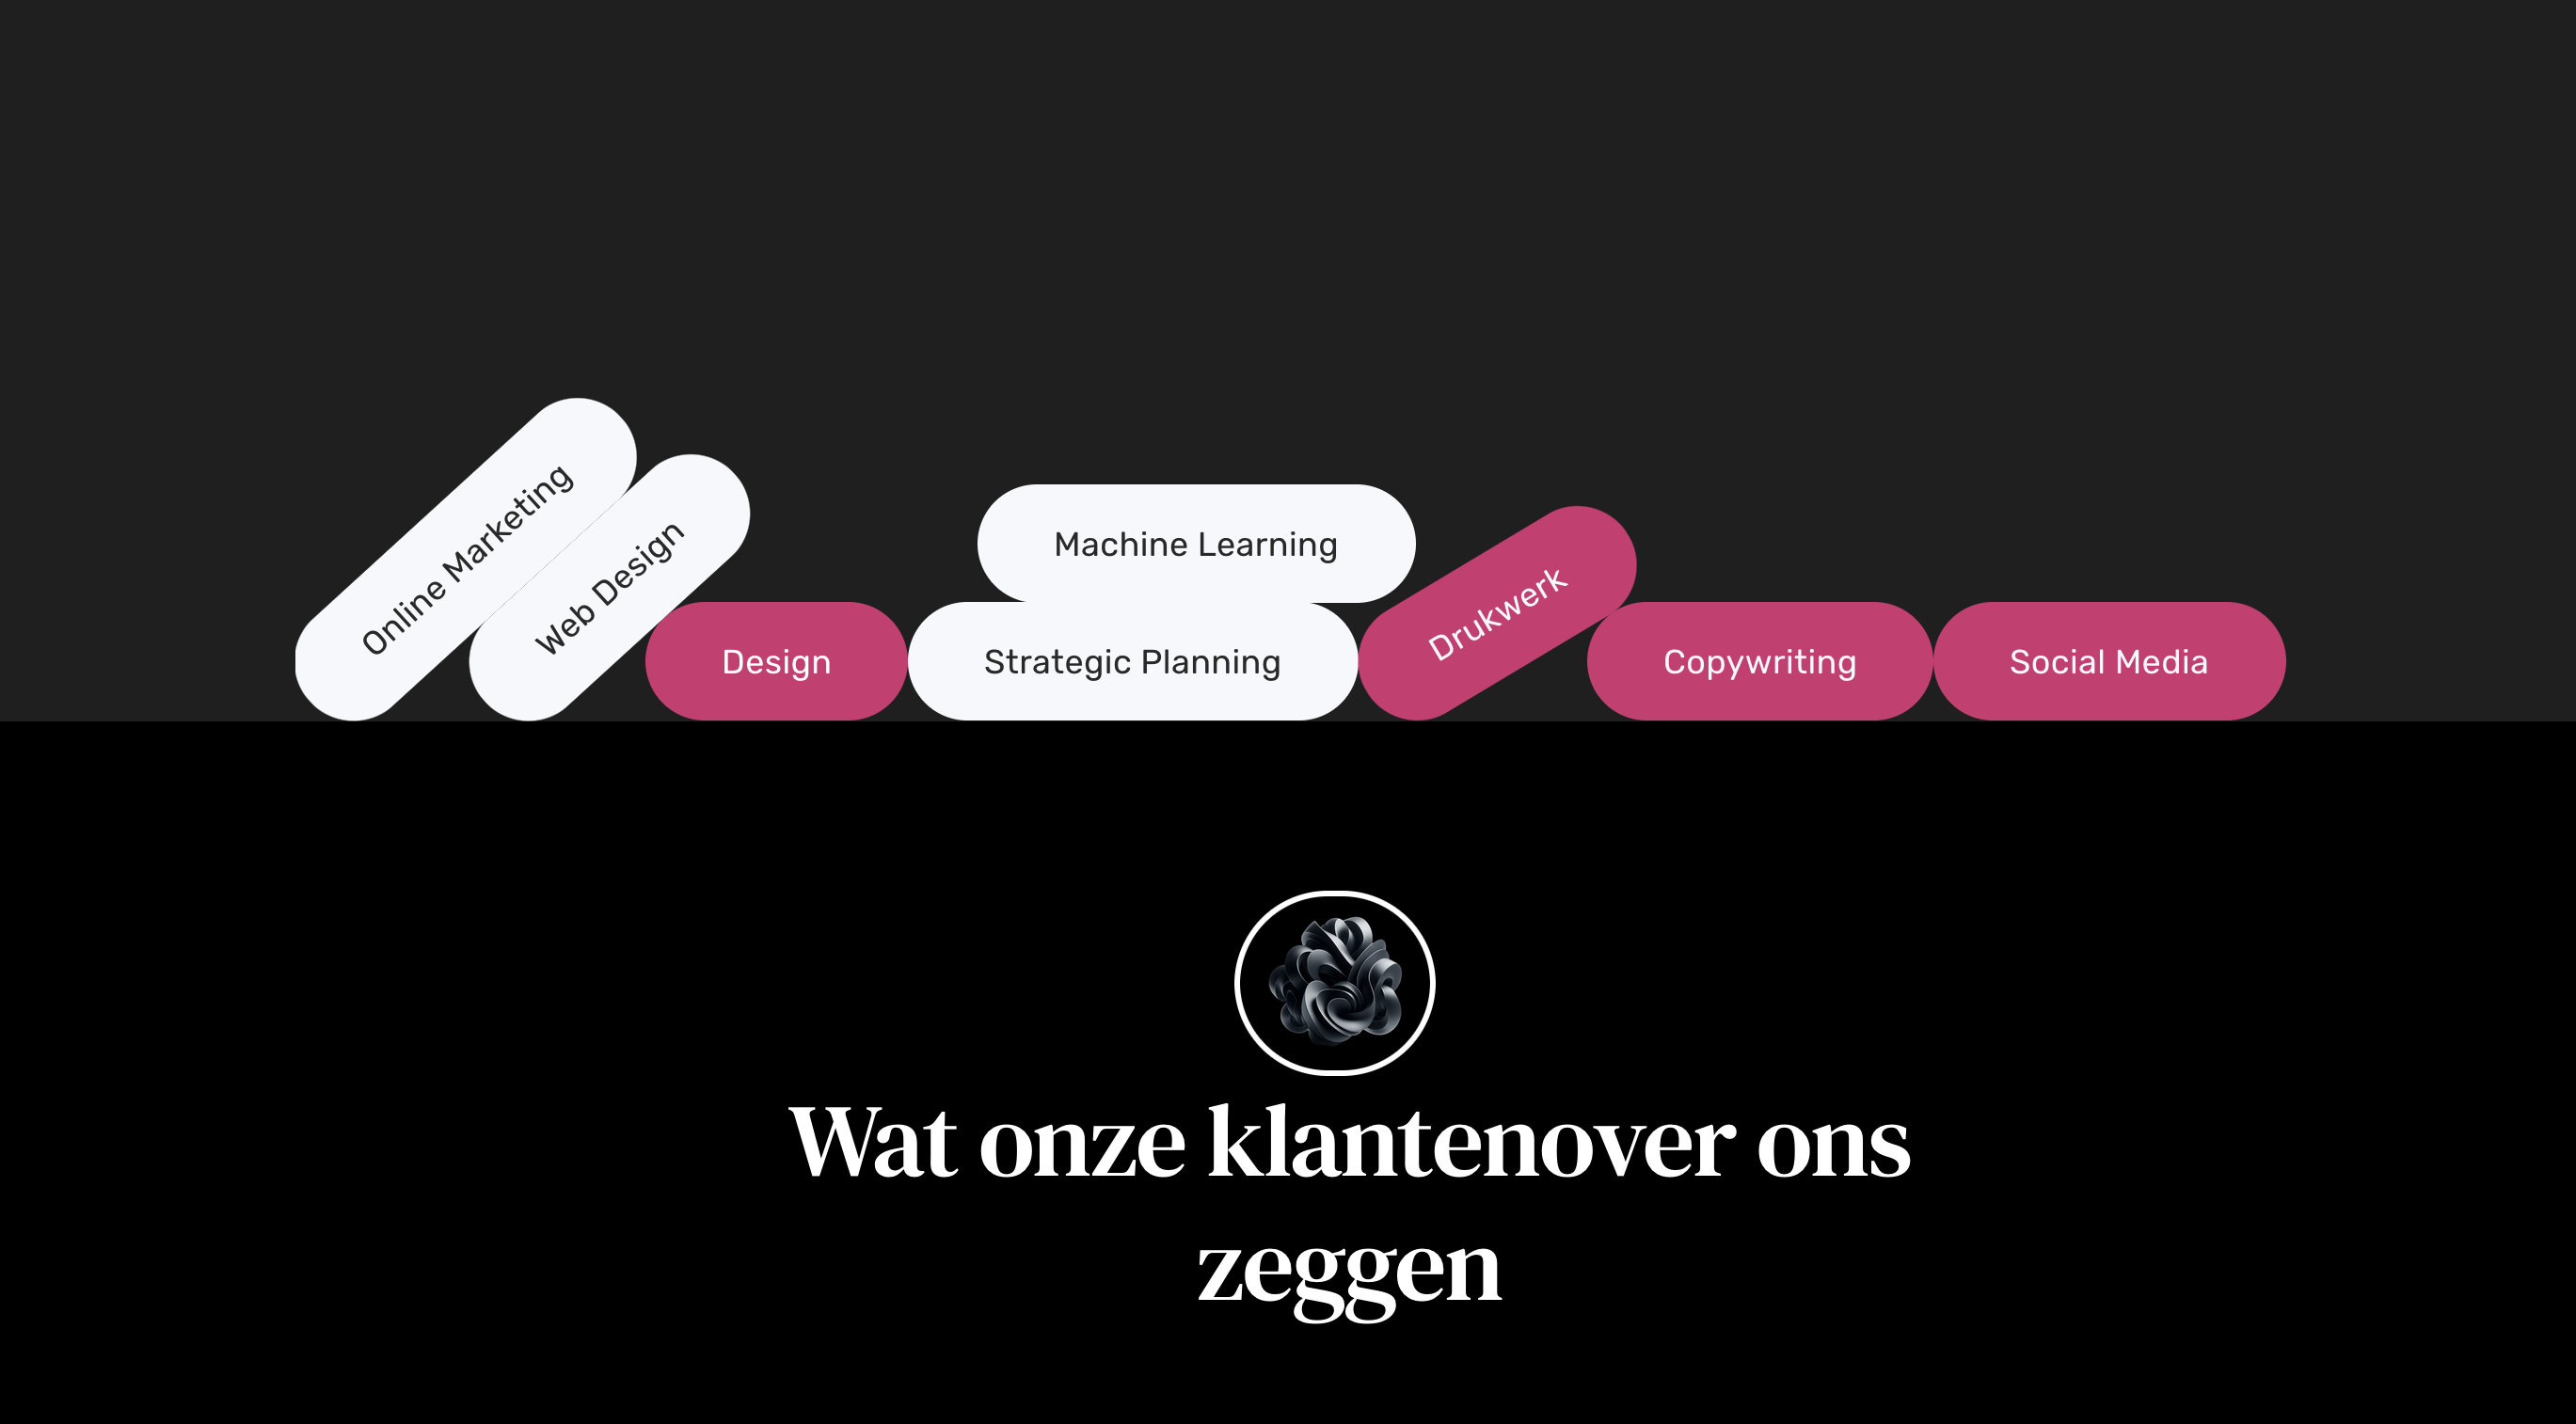 Online Marketing
Web Design
Machine Learning
Design
Strategic Planning
Drukwerk
Copywriting
Social Media
Wat onze klantenover ons
zeggen